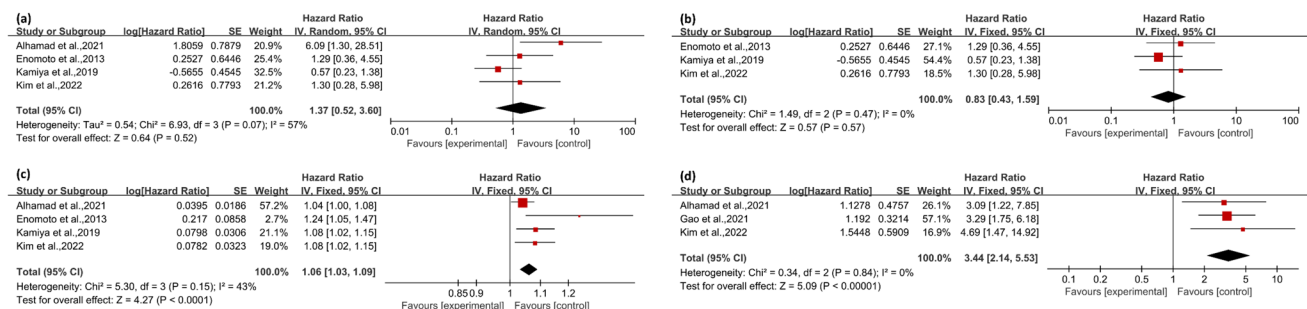 (a)
Hazard Ratio Hazard Ratio
Study or Subgroup log[Hazard Ratio] SE Weight IV, Random, 95% CI IV, Random, 95% CI
Alhamad et al.,2021 1.8059 0.7879 20.9% 6.09 [1.30, 28.51]
Enomoto et al.,2013 0.2527 0.6446 25.4% 1.29 [0.36, 4.55]
Kamiya et al.,2019 -0.5655 0.4545 32.5% 0.57 [0.23, 1.38]
Kim et al.,2022 0.2616 0.7793 21.2% 1.30 [0.28, 5.98]
Total (95% CI) 100.0% 1.37 [0.52, 3.60]
Heterogeneity: Tau² = 0.54; Chi² = 6.93, df = 3 (P = 0.07); I² = 57%
Test for overall effect: Z = 0.64 (P = 0.52)
0.01 0.1 1 10 100
Favours [experimental] Favours [control]
(b)
Hazard Ratio Hazard Ratio
Study or Subgroup log[Hazard Ratio] SE Weight IV, Fixed, 95% CI IV, Fixed, 95% CI
Enomoto et al.,2013 0.2527 0.6446 27.1% 1.29 [0.36, 4.55]
Kamiya et al.,2019 -0.5655 0.4545 54.4% 0.57 [0.23, 1.38]
Kim et al.,2022 0.2616 0.7793 18.5% 1.30 [0.28, 5.98]
Total (95% CI) 100.0% 0.83 [0.43, 1.59]
Heterogeneity: Chi² = 1.49, df = 2 (P = 0.47); I² = 0%
Test for overall effect: Z = 0.57 (P = 0.57)
0.01 0.1 1 10 100
Favours [experimental] Favours [control]
(c)
Hazard Ratio Hazard Ratio
Study or Subgroup log[Hazard Ratio] SE Weight IV, Fixed, 95% CI IV, Fixed, 95% CI
Alhamad et al.,2021 0.0395 0.0186 57.2% 1.04 [1.00, 1.08]
Enomoto et al.,2013 0.217 0.0858 2.7% 1.24 [1.05, 1.47]
Kamiya et al.,2019 0.0798 0.0306 21.1% 1.08 [1.02, 1.15]
Kim et al.,2022 0.0782 0.0323 19.0% 1.08 [1.02, 1.15]
Total (95% CI) 100.0% 1.06 [1.03, 1.09]
Heterogeneity: Chi² = 5.30, df = 3 (P = 0.15); I² = 43%
Test for overall effect: Z = 4.27 (P < 0.0001)
0.85 0.9 1 1.1 1.2
Favours [experimental] Favours [control]
(d)
Hazard Ratio Hazard Ratio
Study or Subgroup log[Hazard Ratio] SE Weight IV, Fixed, 95% CI IV, Fixed, 95% CI
Alhamad et al.,2021 1.1278 0.4757 26.1% 3.09 [1.22, 7.85]
Gao et al.,2021 1.192 0.3214 57.1% 3.29 [1.75, 6.18]
Kim et al.,2022 1.5448 0.5909 16.9% 4.69 [1.47, 14.92]
Total (95% CI) 100.0% 3.44 [2.14, 5.53]
Heterogeneity: Chi² = 0.34, df = 2 (P = 0.84); I² = 0%
Test for overall effect: Z = 5.09 (P < 0.00001)
0.1 0.2 0.5 1 2 5 10
Favours [experimental] Favours [control]